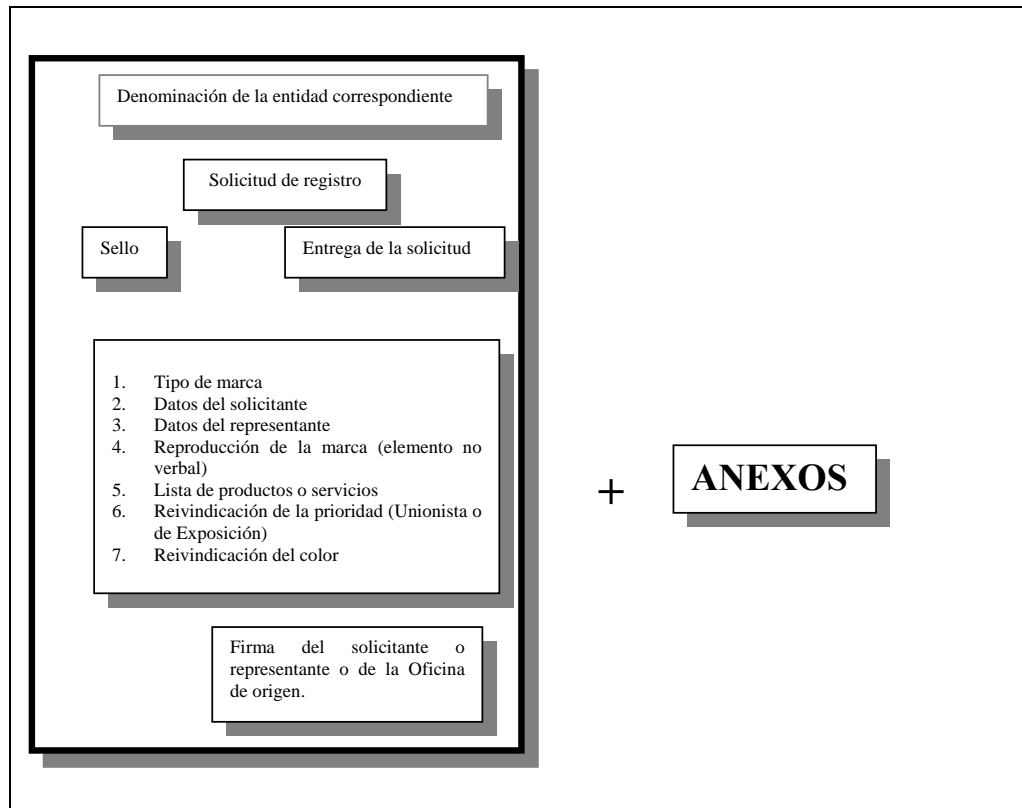 Denominación de la entidad correspondiente
Solicitud de registro
Sello
Entrega de la solicitud
1. Tipo de marca
2. Datos del solicitante
3. Datos del representante
4. Reproducción de la marca (elemento no
verbal)
5. Lista de productos o servicios
6. Reivindicación de la prioridad (Unionista o
de Exposición)
7. Reivindicación del color
+
ANEXOS
Firma del solicitante o
representante o de la Oficina
de origen.